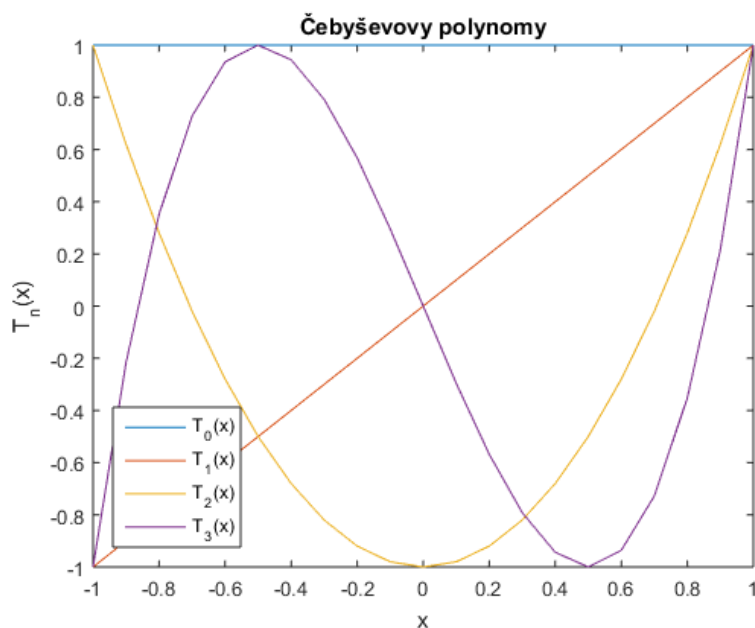 Čebyševovy polynomy
1
0.8
0.6
0.4
0.2
0
-0.2
-0.4
-0.6
-0.8
-1
T_n(x)
T_0(x)
T_1(x)
T_2(x)
T_3(x)
-1 -0.8 -0.6 -0.4 -0.2 0 0.2 0.4 0.6 0.8 1
x